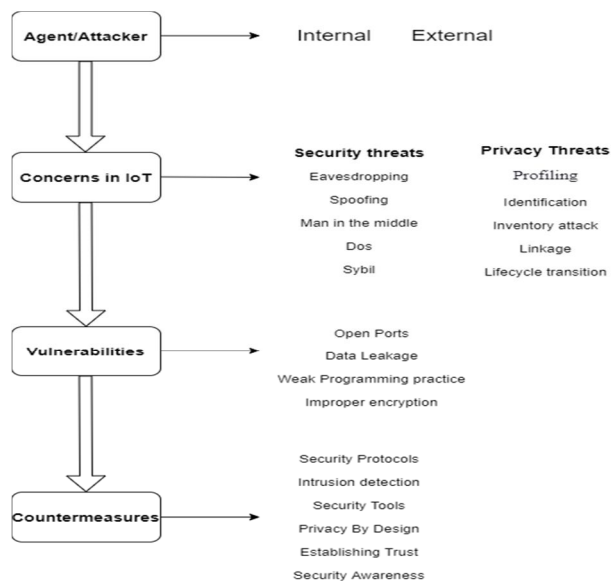 Agent/Attacker
Internal External
Concerns in IoT
Security threats
Eavesdropping
Spoofing
Man in the middle
Dos
Sybil
Privacy Threats
Profiling
Identification
Inventory attack
Linkage
Lifecycle transition
Vulnerabilities
Open Ports
Data Leakage
Weak Programming practice
Improper encryption
Countermeasures
Security Protocols
Intrusion detection
Security Tools
Privacy By Design
Establishing Trust
Security Awareness